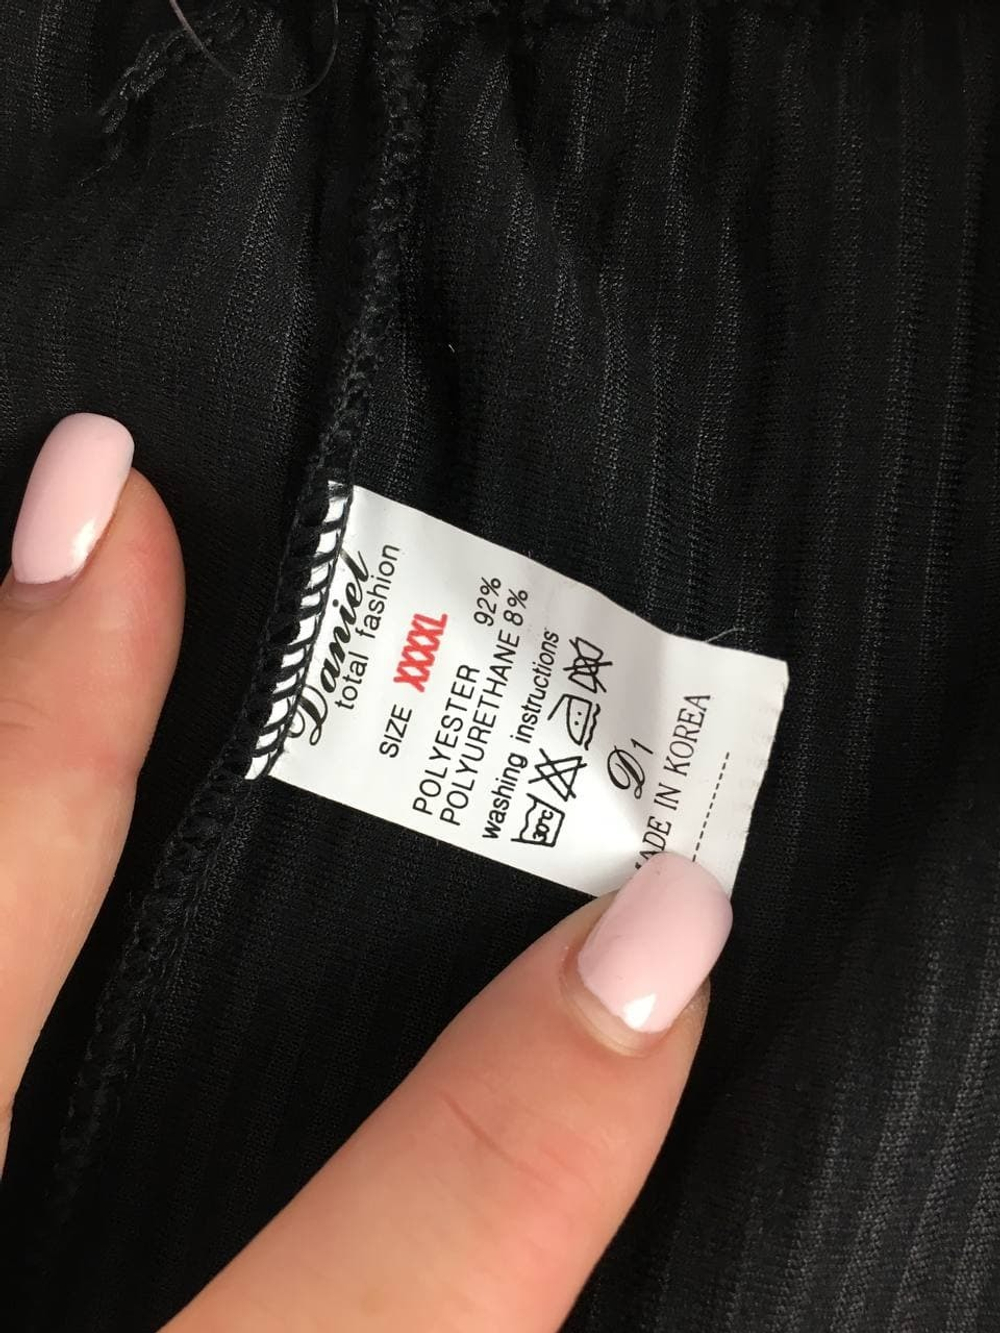 Daniel
total fashion
SIZE XXXXL
POLYESTER 92%
POLYURETHANE 8%
washing instructions
30°C
D1
MADE IN KOREA